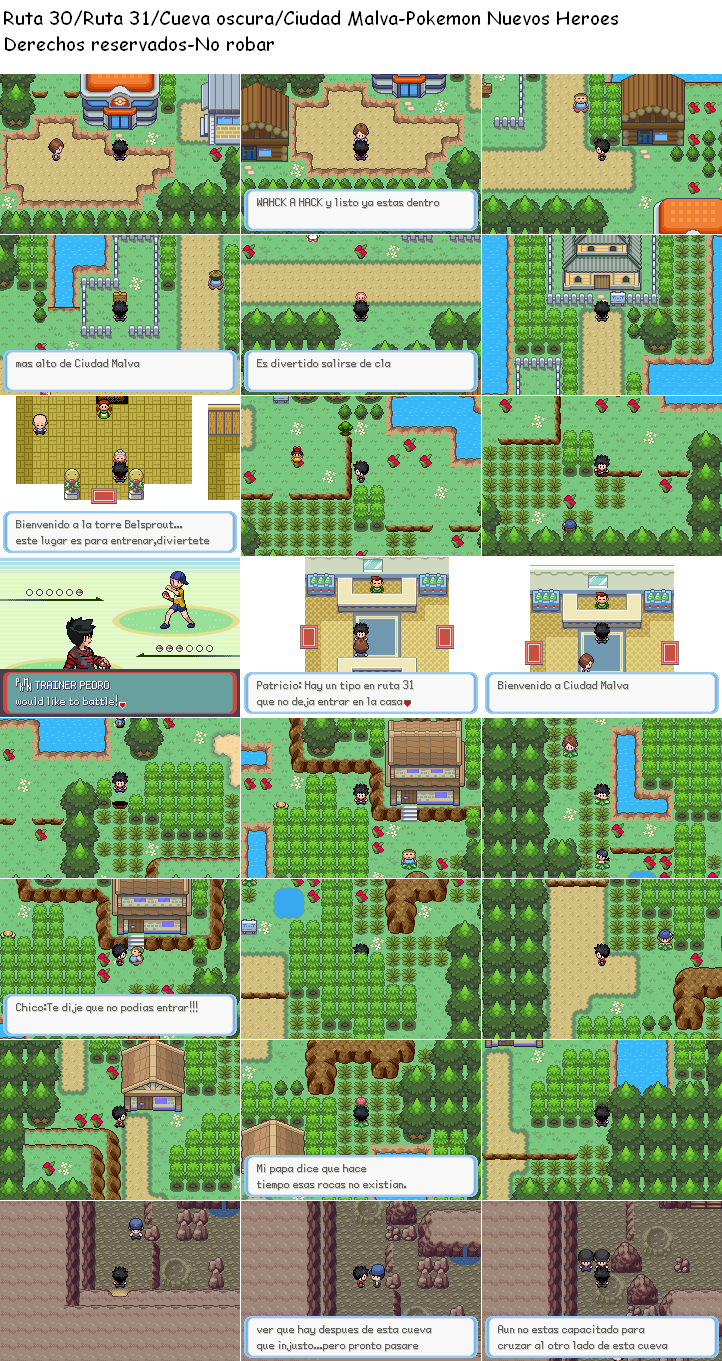 Ruta 30/Ruta 31/Cueva oscura/Ciudad Malva-Pokemon Nuevos Heroes
Derechos reservados-No robar
WAHCK A HACK y listo ya estas dentro
mas alto de Ciudad Malva
Es divertido salirse de cla
Bienvenido a la torre Belsprout...
este lugar es para entrenar,diviertete
PKMN TRAINER PEDRO
would like to battle!
Patricio: Hay un tipo en ruta 31
que no deja entrar en la casa
Bienvenido a Ciudad Malva
Chico:Te dije que no podias entrar!!!
Mi papa dice que hace
tiempo esas rocas no existian.
ver que hay despues de esta cueva
que injusto...pero pronto pasare
Aun no estas capacitado para
cruzar al otro lado de esta cueva